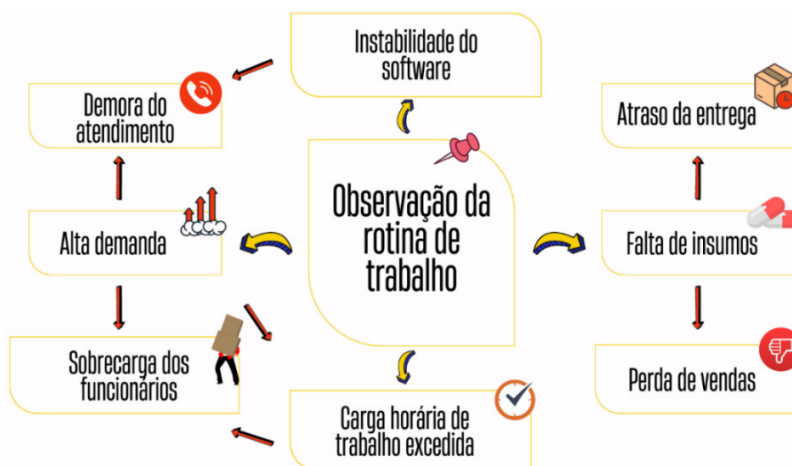 Instabilidade do
software
Demora do
atendimento
Atraso da entrega
Observação da
rotina de
trabalho
Alta demanda
Falta de insumos
Sobrecarga dos
funcionários
Perda de vendas
Carga horária de
trabalho excedida